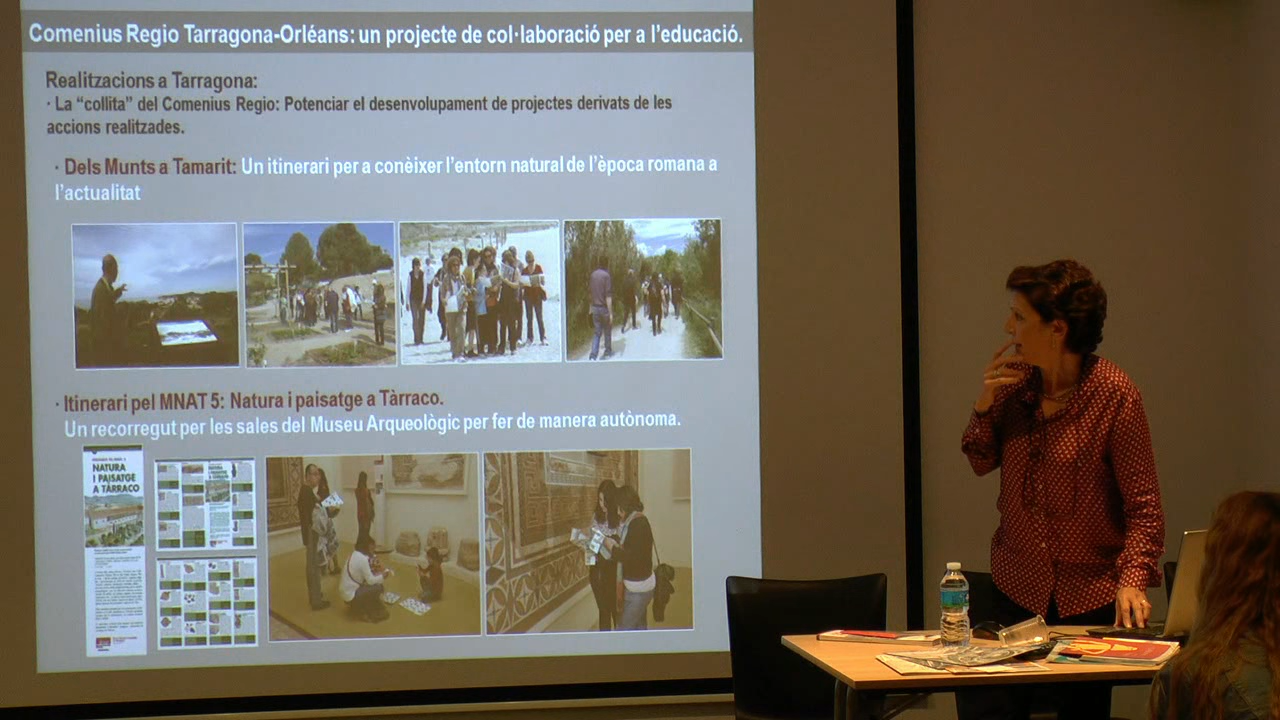 Comenius Regio Tarragona-Orléans: un projecte de col·laboració per a l'educació.
Realitzacions a Tarragona:
· La "collita" del Comenius Regio: Potenciar el desenvolupament de projectes derivats de les
accions realitzades.
· Dels Munts a Tamarit: Un itinerari per a conèixer l'entorn natural de l'època romana a
l'actualitat
· Itinerari pel MNAT 5: Natura i paisatge a Tàrraco.
Un recorregut per les sales del Museu Arqueològic per fer de manera autònoma.
NATURA
I PAISATGE
A TÀRRACO